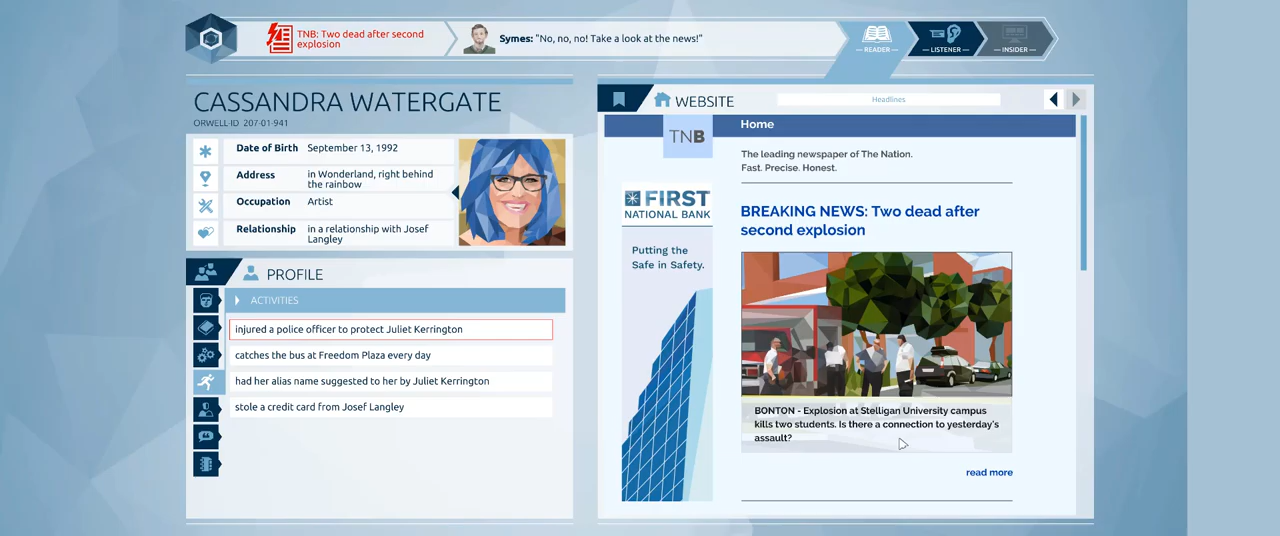 TNB: Two dead after second
explosion
Symes: "No, no, no! Take a look at the news!"
— READER —
— LISTENER —
— INSIDER —
CASSANDRA WATERGATE
ORWELL-ID 207-01-941
Date of Birth September 13, 1992
Address in Wonderland, right behind
the rainbow
Occupation Artist
Relationship in a relationship with Josef
Langley
PROFILE
ACTIVITIES
injured a police officer to protect Juliet Kerrington
catches the bus at Freedom Plaza every day
had her alias name suggested to her by Juliet Kerrington
stole a credit card from Josef Langley
WEBSITE
Headlines
TNB
Home
The leading newspaper of The Nation.
Fast. Precise. Honest.
FIRST
NATIONAL BANK
Putting the
Safe in Safety.
BREAKING NEWS: Two dead after
second explosion
BONTON - Explosion at Stelligan University campus
kills two students. Is there a connection to yesterday's
assault?
read more